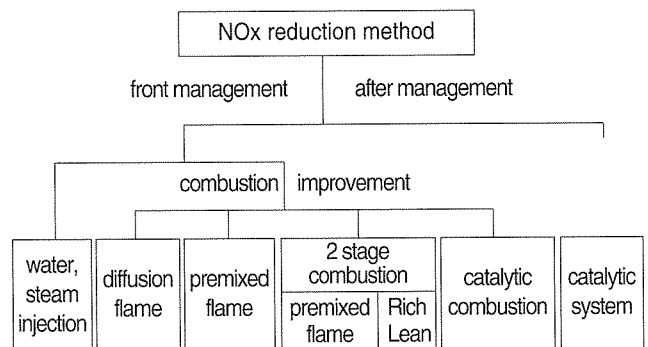 NOx reduction method
front management
after management
combustion improvement
water,
steam
injection
diffusion
flame
premixed
flame
2 stage
combustion
premixed
flame
Rich
Lean
catalytic
combustion
catalytic
system